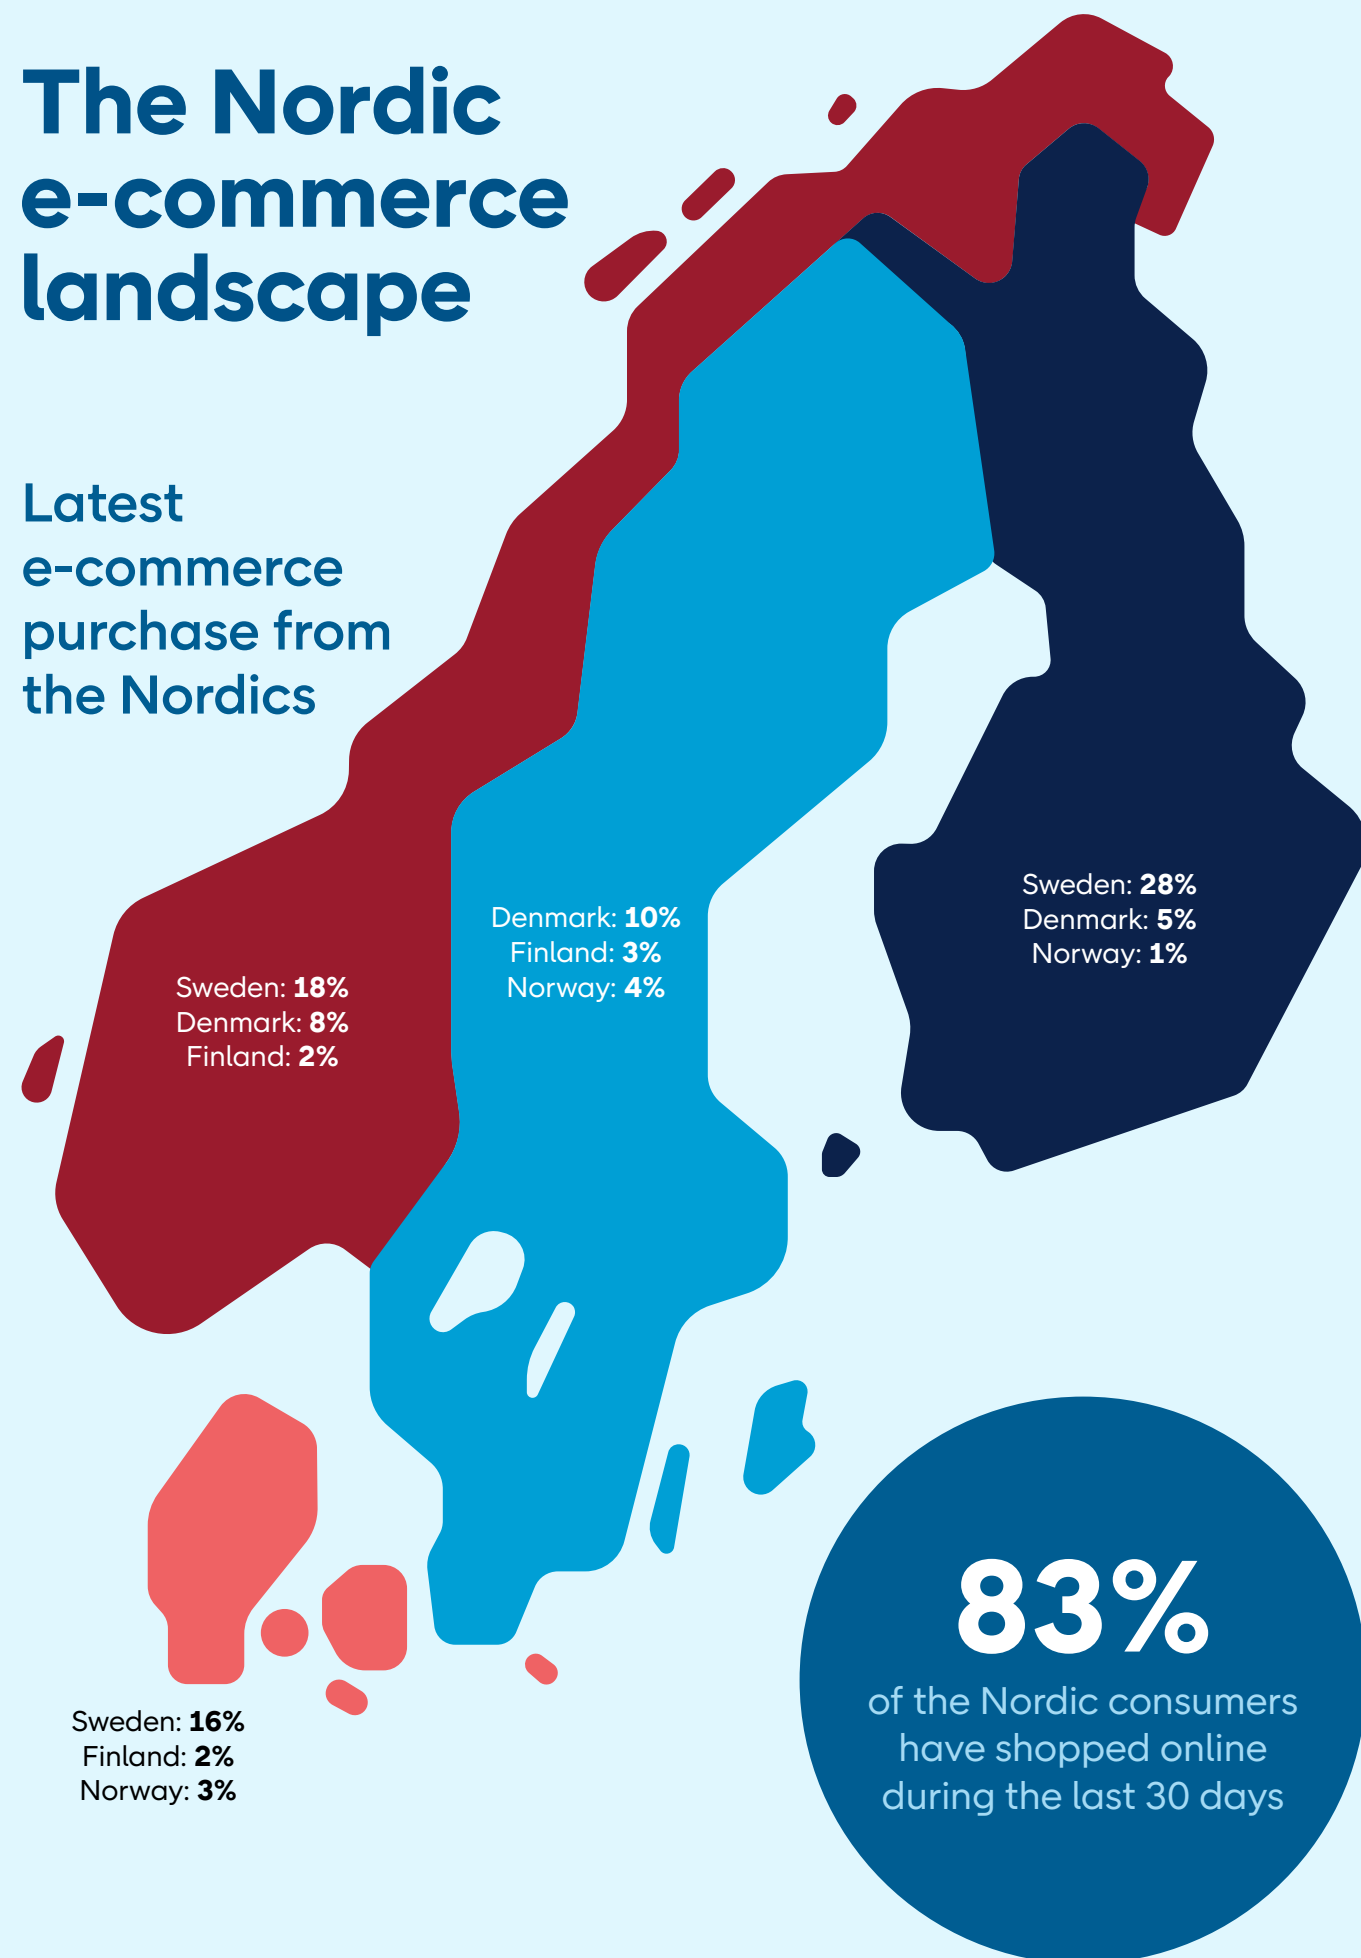 The Nordic
e-commerce
landscape
Latest
e-commerce
purchase from
the Nordics
Sweden: 28%
Denmark: 5%
Norway: 1%
Denmark: 10%
Finland: 3%
Norway: 4%
Sweden: 18%
Denmark: 8%
Finland: 2%
Sweden: 16%
Finland: 2%
Norway: 3%
83%
of the Nordic consumers
have shopped online
during the last 30 days